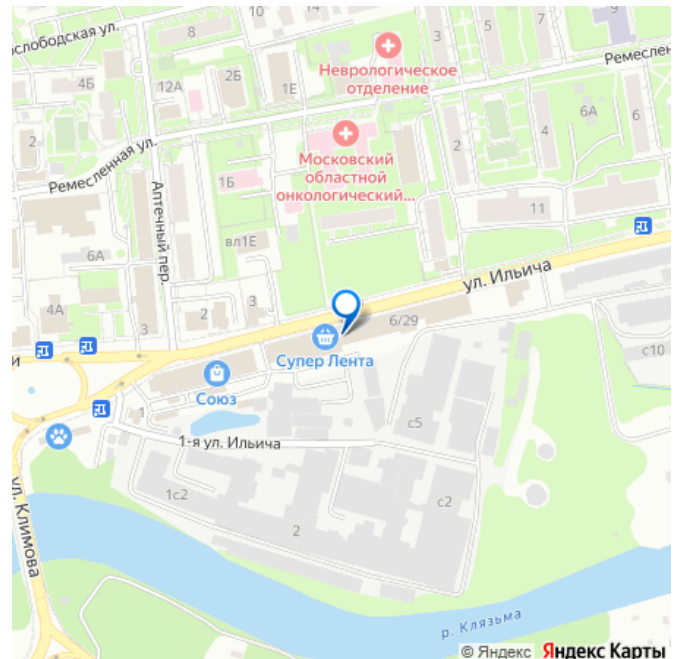 ослободская ул.
8
10
5
7
9
3
5
Неврологическое
отделение
Ремеслен
4Б
12А
2Б
1Е
2
Ремесленная ул.
Московский
областной
онкологический...
2
4
6А
6
1Б
Аптечный пер.
11
6А
вл1Е
ул. Ильича
4А
3
2
3
6/29
Супер Лента
и
с10
Союз
1
с5
1-я ул. Ильича
1с2
с2
2
ул. Климова
р. Клязьма
© Яндекс Яндекс Карты